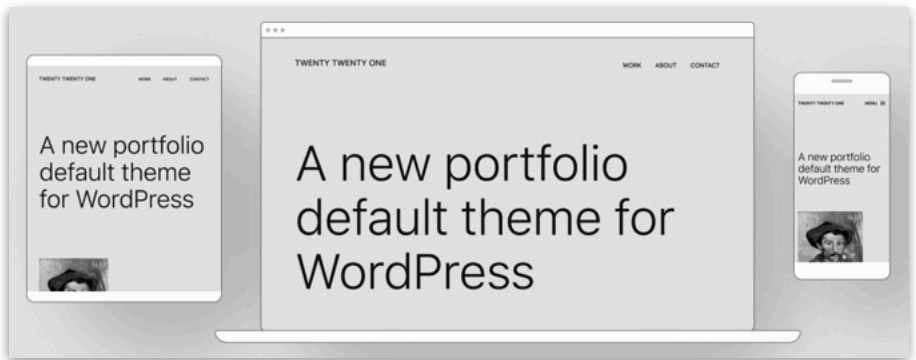 TWENTY TWENTY ONE
WORK ABOUT CONTACT
A new portfolio
default theme
for WordPress
TWENTY TWENTY ONE
WORK ABOUT CONTACT
A new portfolio
default theme for
WordPress
TWENTY TWENTY ONE
MENU
A new portfolio
default theme for
WordPress